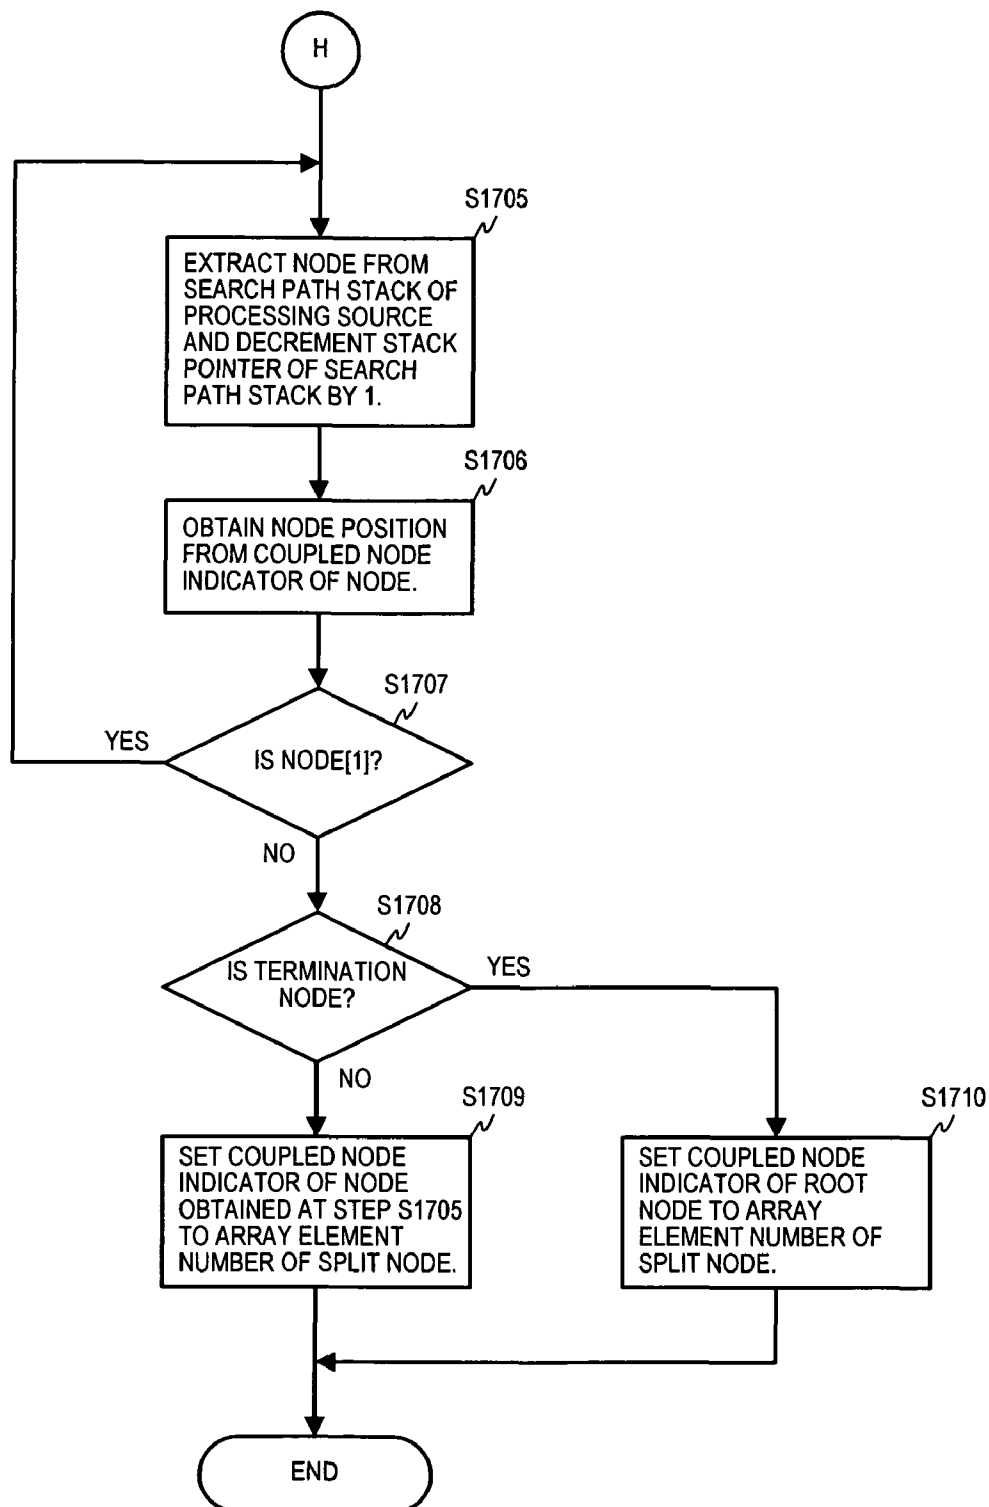 H
S1705
EXTRACT NODE FROM
SEARCH PATH STACK OF
PROCESSING SOURCE
AND DECREMENT STACK
POINTER OF SEARCH
PATH STACK BY 1.
S1706
OBTAIN NODE POSITION
FROM COUPLED NODE
INDICATOR OF NODE.
S1707
YES
IS NODE[1]?
NO
S1708
IS TERMINATION
NODE?
YES
NO
S1709
SET COUPLED NODE
INDICATOR OF NODE
OBTAINED AT STEP S1705
TO ARRAY ELEMENT
NUMBER OF SPLIT NODE.
S1710
SET COUPLED NODE
INDICATOR OF ROOT
NODE TO ARRAY
ELEMENT NUMBER OF
SPLIT NODE.
END